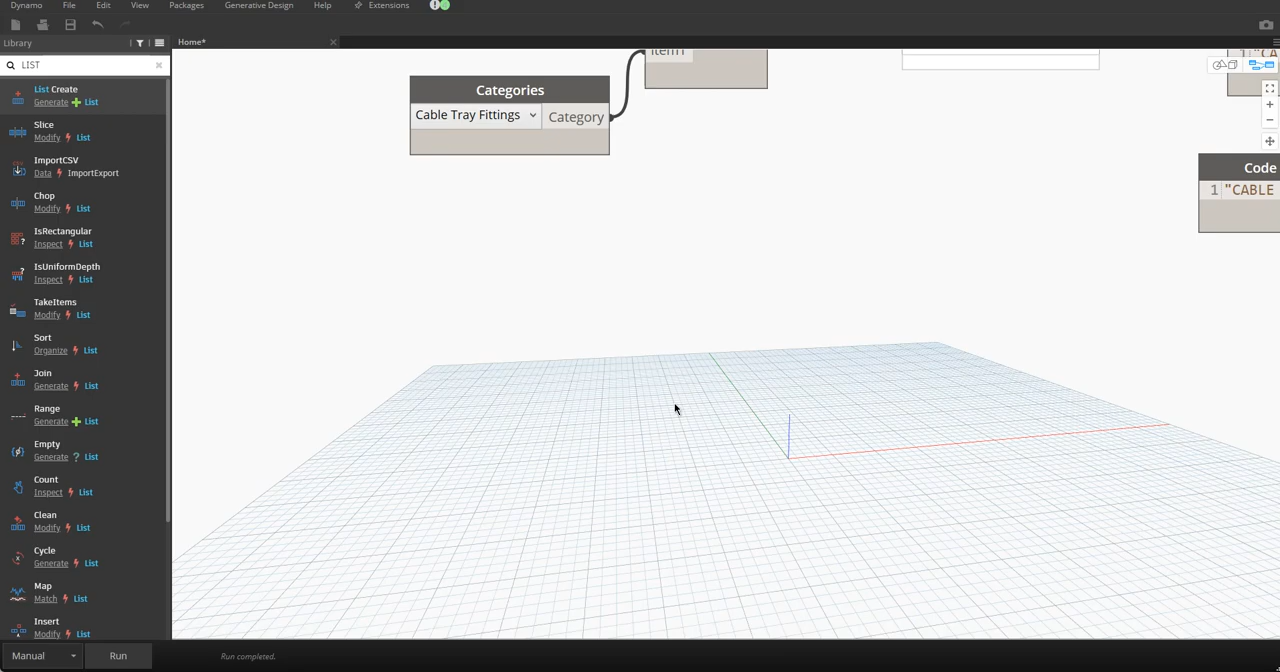 Dynamo File Edit View Packages Generative Design Help Extensions
Library
Home*
LIST
List Create
Generate List
Slice
Modify List
ImportCSV
Data ImportExport
Chop
Modify List
IsRectangular
Inspect List
IsUniformDepth
Inspect List
TakeItems
Modify List
Sort
Organize List
Join
Generate List
Range
Generate List
Empty
Generate List
Count
Inspect List
Clean
Modify List
Cycle
Generate List
Map
Match List
Insert
Modify List
item1
Categories
Cable Tray Fittings Category
Code
1 "CABLE
Manual Run Run completed.